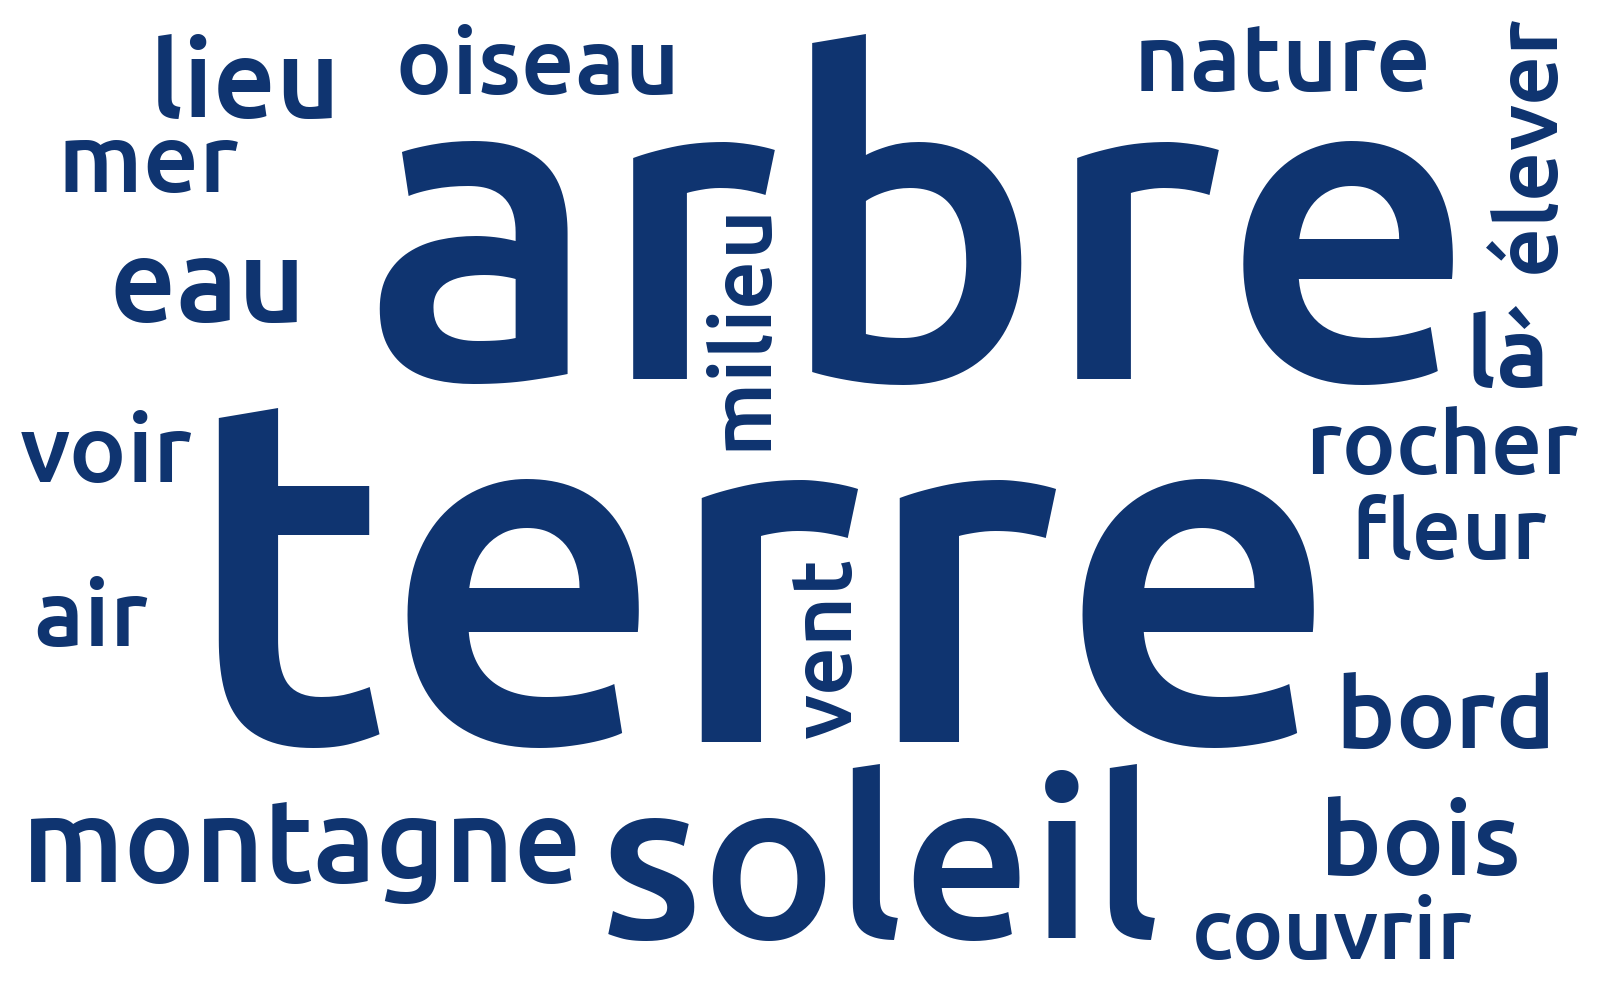 lieu
oiseau
nature
élever
mer
arbre
eau
milieu
là
voir
rocher
terre
fleur
air
vent
bord
montagne
soleil
bois
couvrir